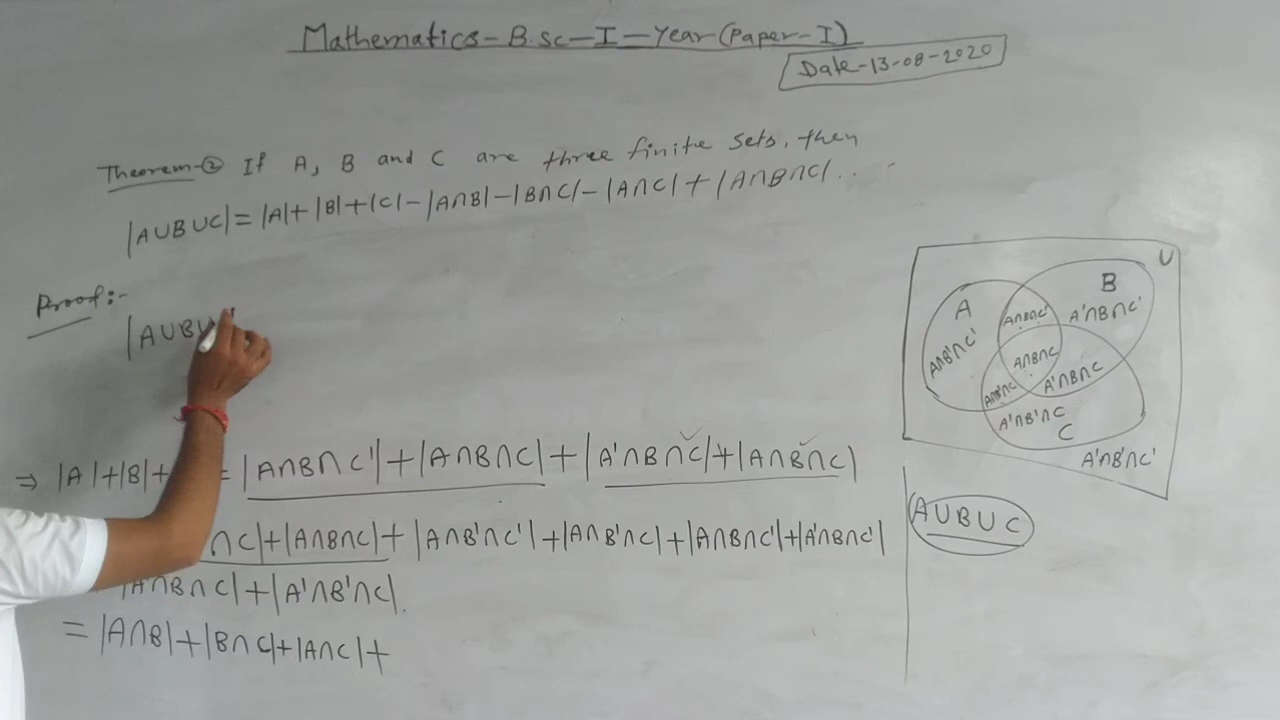 Mathematics-B.sc-I-Year(Paper-I)
Date-13-08-2020
Theorem-② If A, B and C are three finite sets, then
|A∪B∪C|=|A|+|B|+|C|-|A∩B|-|B∩C|-|A∩C|+|A∩B∩C|..
Proof:-
|A∪B∪
⇒ |A|+|B|+ = |A∩B∩C'|+|A∩B∩C|+|A'∩B∩C|+|A∩B∩C|
∩C|+|A∩B∩C|+|A∩B'∩C'|+|A∩B'∩C|+|A∩B∩C'|+|A'∩B∩C'|
|A'∩B∩C|+|A'∩B'∩C|.
=|A∩B|+|B∩C|+|A∩C|+
U
A
B
A∩B∩C'
A'∩B∩C'
A∩B'∩C'
A∩B∩C
A∩B'∩C
A'∩B∩C
A'∩B'∩C
C
A'∩B'∩C'
A∪B∪C